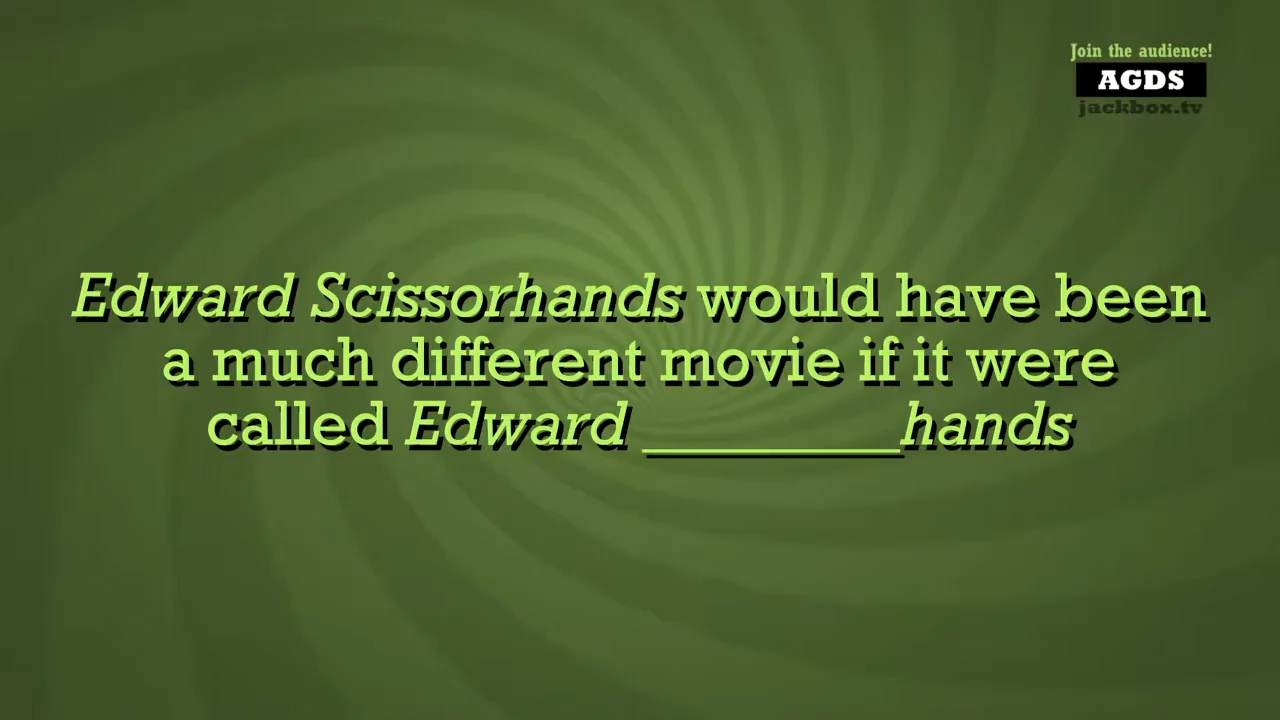 Join the audience!
AGDS
jackbox.tv
Edward Scissorhands would have been
a much different movie if it were
called Edward ________hands